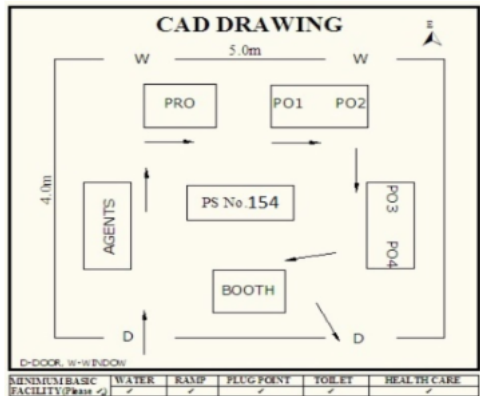 CAD DRAWING
W 5.0m W
PRO
PO1 PO2
4.0m
AGENTS
PS No.154
PO3
PO4
BOOTH
D D
D-DOOR, W-WINDOW
MINIMUM BASIC FACILITY(Please ✓) WATER RAMP PLUG POINT TOILET HEALTH CARE
✓ ✓ ✓ ✓ ✓